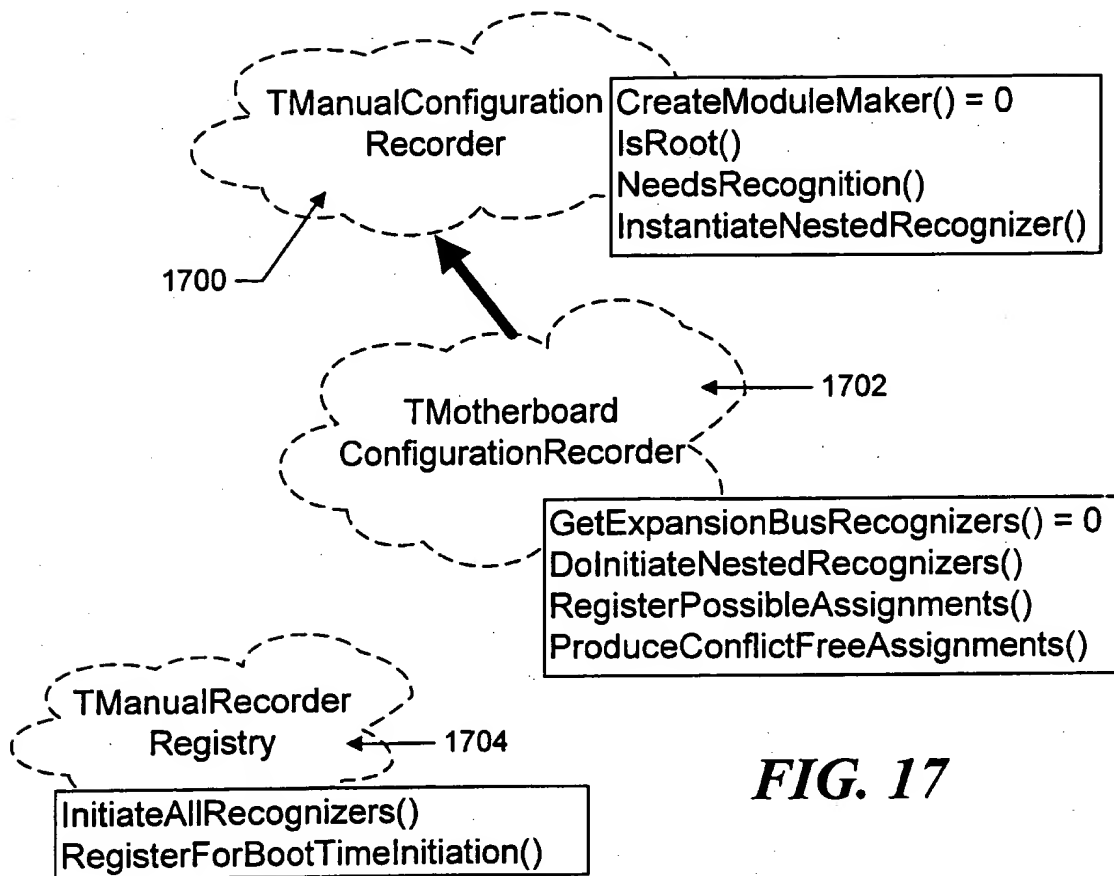 TManualConfiguration
Recorder
CreateModuleMaker() = 0
IsRoot()
NeedsRecognition()
InstantiateNestedRecognizer()
1700
1702
TMotherboard
ConfigurationRecorder
GetExpansionBusRecognizers() = 0
DoInitiateNestedRecognizers()
RegisterPossibleAssignments()
ProduceConflictFreeAssignments()
TManualRecorder
Registry
1704
InitiateAllRecognizers()
RegisterForBootTimeInitiation()
FIG. 17